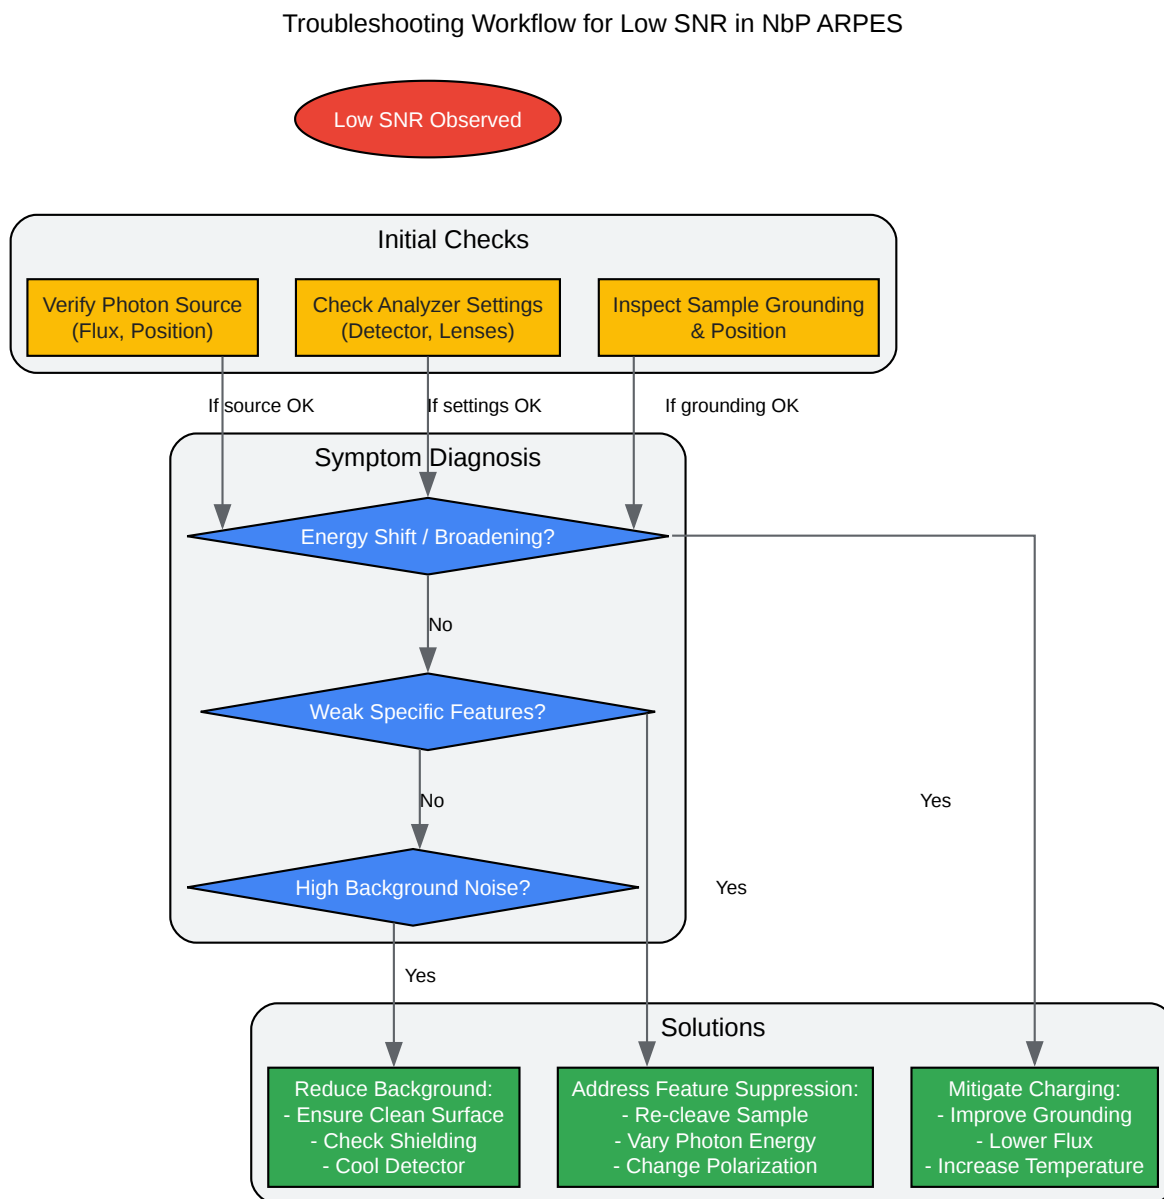 Troubleshooting Workflow for Low SNR in NbP ARPES
Low SNR Observed
Initial Checks
Verify Photon Source
(Flux, Position)
Check Analyzer Settings
(Detector, Lenses)
Inspect Sample Grounding
& Position
If source OK
If settings OK
If grounding OK
Symptom Diagnosis
Energy Shift / Broadening?
No
Weak Specific Features?
No
Yes
High Background Noise?
Yes
Yes
Solutions
Reduce Background:
- Ensure Clean Surface
- Check Shielding
- Cool Detector
Address Feature Suppression:
- Re-cleave Sample
- Vary Photon Energy
- Change Polarization
Mitigate Charging:
- Improve Grounding
- Lower Flux
- Increase Temperature